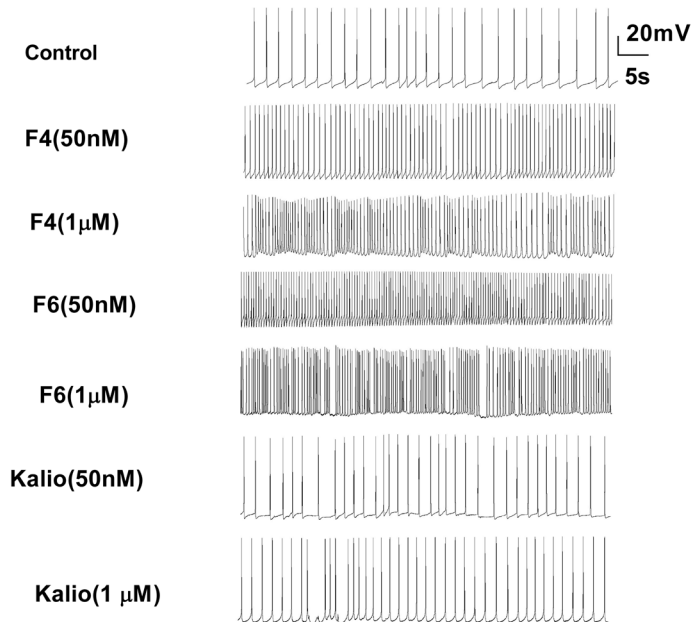 Control
20mV
5s
F4(50nM)
F4(1μM)
F6(50nM)
F6(1μM)
Kalio(50nM)
Kalio(1 μM)